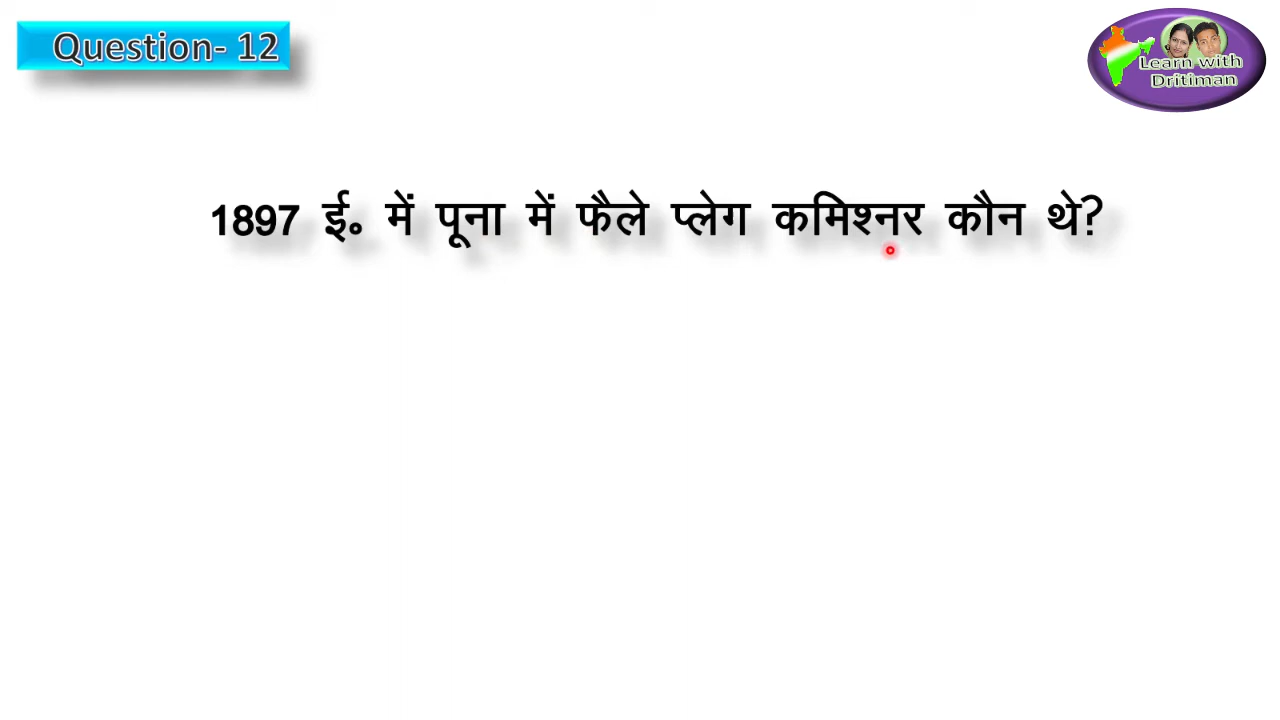 Question- 12
Learn with
Dritiman
1897 ई॰ में पूना में फैले प्लेग कमिश्नर कौन थे?